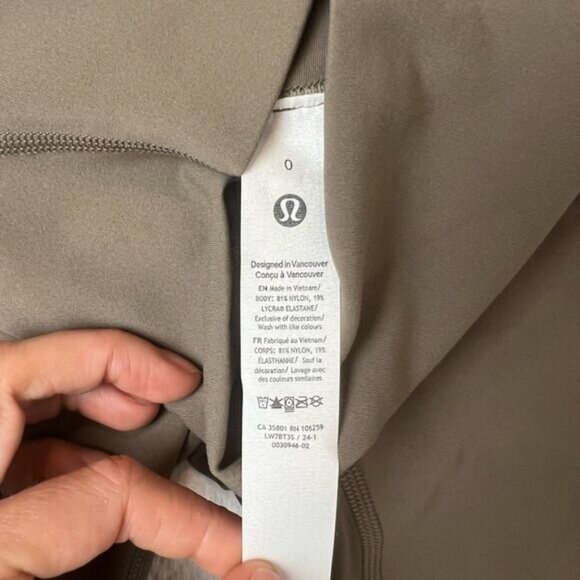 0
Designed in Vancouver
Conçu à Vancouver
EN Made in Vietnam/
BODY: 81% NYLON, 19%
LYCRA® ELASTANE/
Exclusive of decoration/
Wash with like colours
FR Fabriqué au Vietnam/
CORPS: 81% NYLON, 19%
ÉLASTHANNE/ Sauf la
décoration/ Lavage avec
des couleurs similaires
CA 35801 RN 106259
LW7BT3S / 24-1
0030946-02